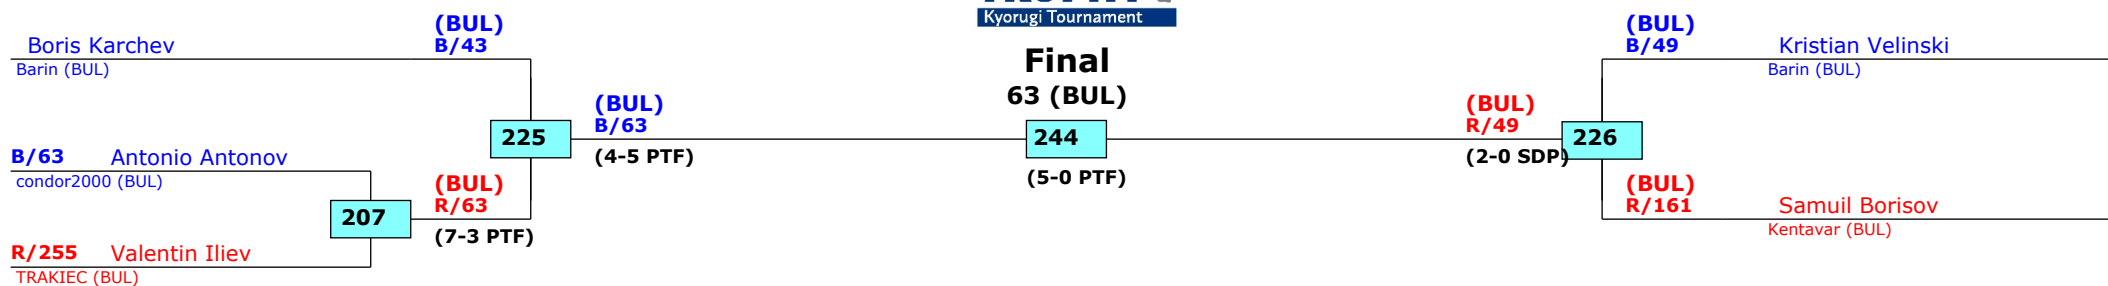 Kyorugi Tournament
Final
63 (BUL)
244
(5-0 PTF)
Boris Karchev
Barin (BUL)
(BUL)
B/43
B/63 Antonio Antonov
condor2000 (BUL)
R/255 Valentin Iliev
TRAKIEC (BUL)
207
(BUL)
R/63
(7-3 PTF)
225
(BUL)
B/63
(4-5 PTF)
(BUL)
R/49
(2-0 SDP)
226
(BUL)
B/49 Kristian Velinski
Barin (BUL)
(BUL)
R/161 Samuil Borisov
Kentavar (BUL)